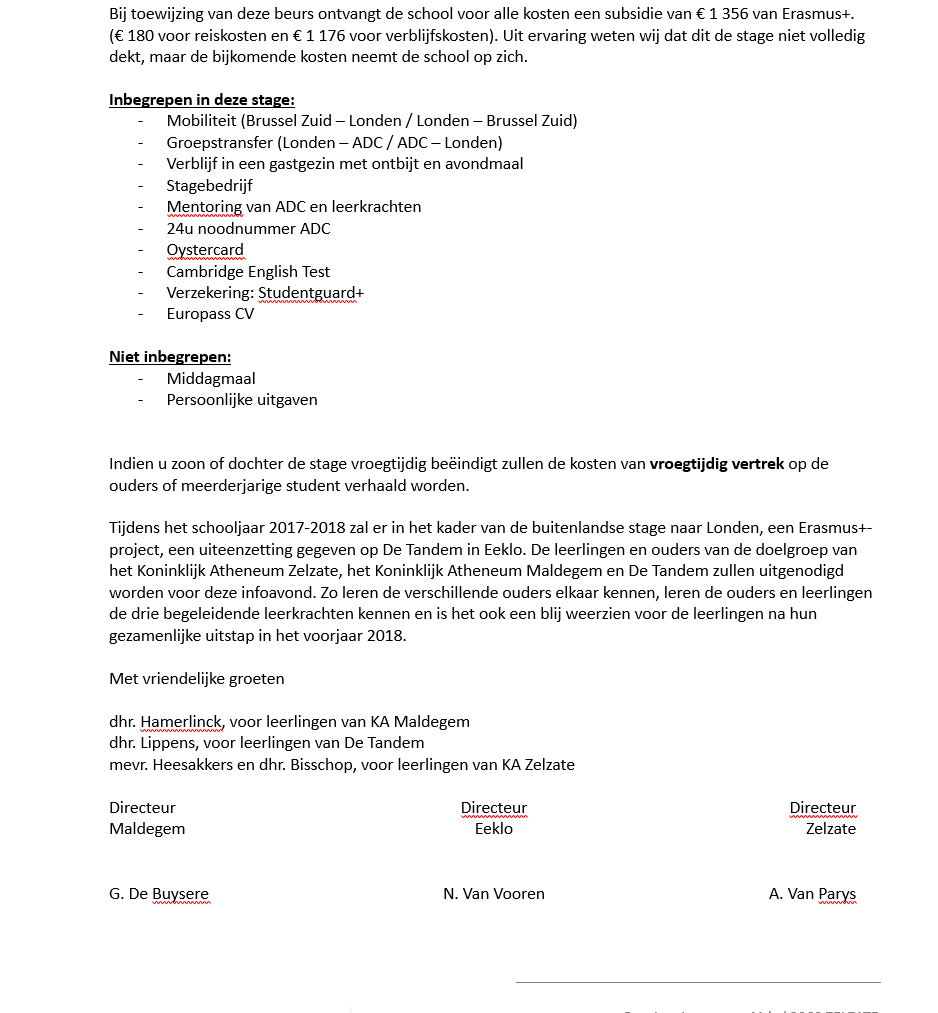 Bij toewijzing van deze beurs ontvangt de school voor alle kosten een subsidie van € 1 356 van Erasmus+.
(€ 180 voor reiskosten en € 1 176 voor verblijfskosten). Uit ervaring weten wij dat dit de stage niet volledig
dekt, maar de bijkomende kosten neemt de school op zich.
Inbegrepen in deze stage:
- Mobiliteit (Brussel Zuid – Londen / Londen – Brussel Zuid)
- Groepstransfer (Londen – ADC / ADC – Londen)
- Verblijf in een gastgezin met ontbijt en avondmaal
- Stagebedrijf
- Mentoring van ADC en leerkrachten
- 24u noodnummer ADC
- Oystercard
- Cambridge English Test
- Verzekering: Studentguard+
- Europass CV
Niet inbegrepen:
- Middagmaal
- Persoonlijke uitgaven
Indien u zoon of dochter de stage vroegtijdig beëindigt zullen de kosten van vroegtijdig vertrek op de
ouders of meerderjarige student verhaald worden.
Tijdens het schooljaar 2017-2018 zal er in het kader van de buitenlandse stage naar Londen, een Erasmus+-
project, een uiteenzetting gegeven op De Tandem in Eeklo. De leerlingen en ouders van de doelgroep van
het Koninklijk Atheneum Zelzate, het Koninklijk Atheneum Maldegem en De Tandem zullen uitgenodigd
worden voor deze infoavond. Zo leren de verschillende ouders elkaar kennen, leren de ouders en leerlingen
de drie begeleidende leerkrachten kennen en is het ook een blij weerzien voor de leerlingen na hun
gezamenlijke uitstap in het voorjaar 2018.
Met vriendelijke groeten
dhr. Hamerlinck, voor leerlingen van KA Maldegem
dhr. Lippens, voor leerlingen van De Tandem
mevr. Heesakkers en dhr. Bisschop, voor leerlingen van KA Zelzate
Directeur Directeur Directeur
Maldegem Eeklo Zelzate
G. De Buysere N. Van Vooren A. Van Parys